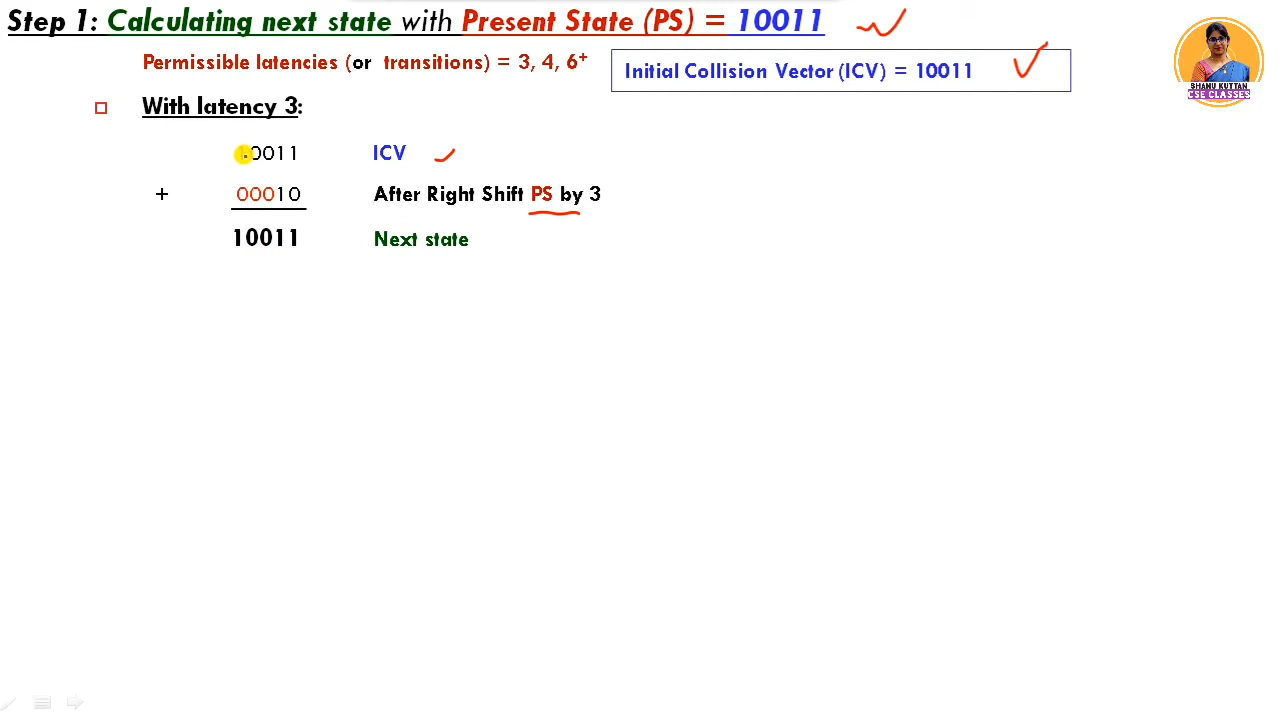 Step 1: Calculating next state with Present State (PS) = 10011
Permissible latencies (or transitions) = 3, 4, 6⁺
Initial Collision Vector (ICV) = 10011
With latency 3:
10011 ICV
+ 00010 After Right Shift PS by 3
10011 Next state
SHANU KUTTAN
CSE CLASSES